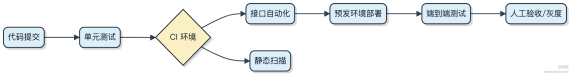 代码提交
单元测试
CI 环境
接口自动化
预发环境部署
端到端测试
人工验收/灰度
静态扫描